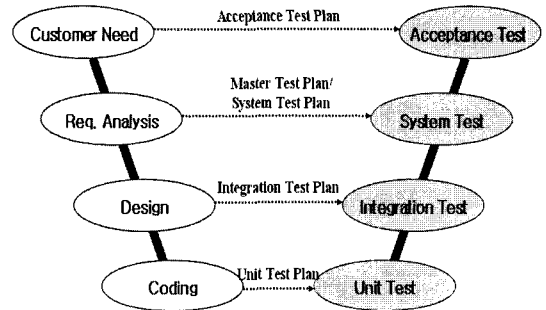 Customer Need
Acceptance Test Plan
Acceptance Test
Req. Analysis
Master Test Plan/
System Test Plan
System Test
Design
Integration Test Plan
Integration Test
Coding
Unit Test Plan
Unit Test